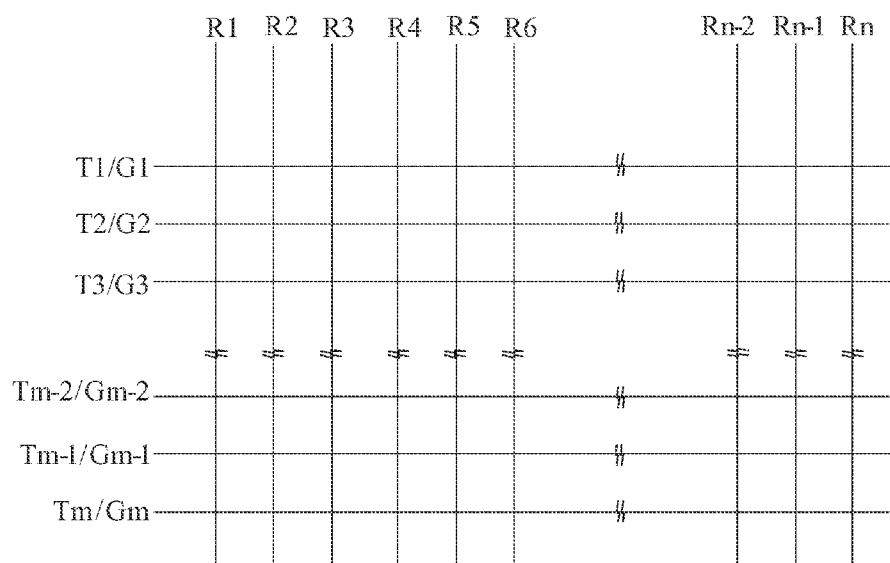 R1 R2 R3 R4 R5 R6 Rn-2 Rn-1 Rn
T1/G1
T2/G2
T3/G3
Tm-2/Gm-2
Tm-1/Gm-1
Tm/Gm